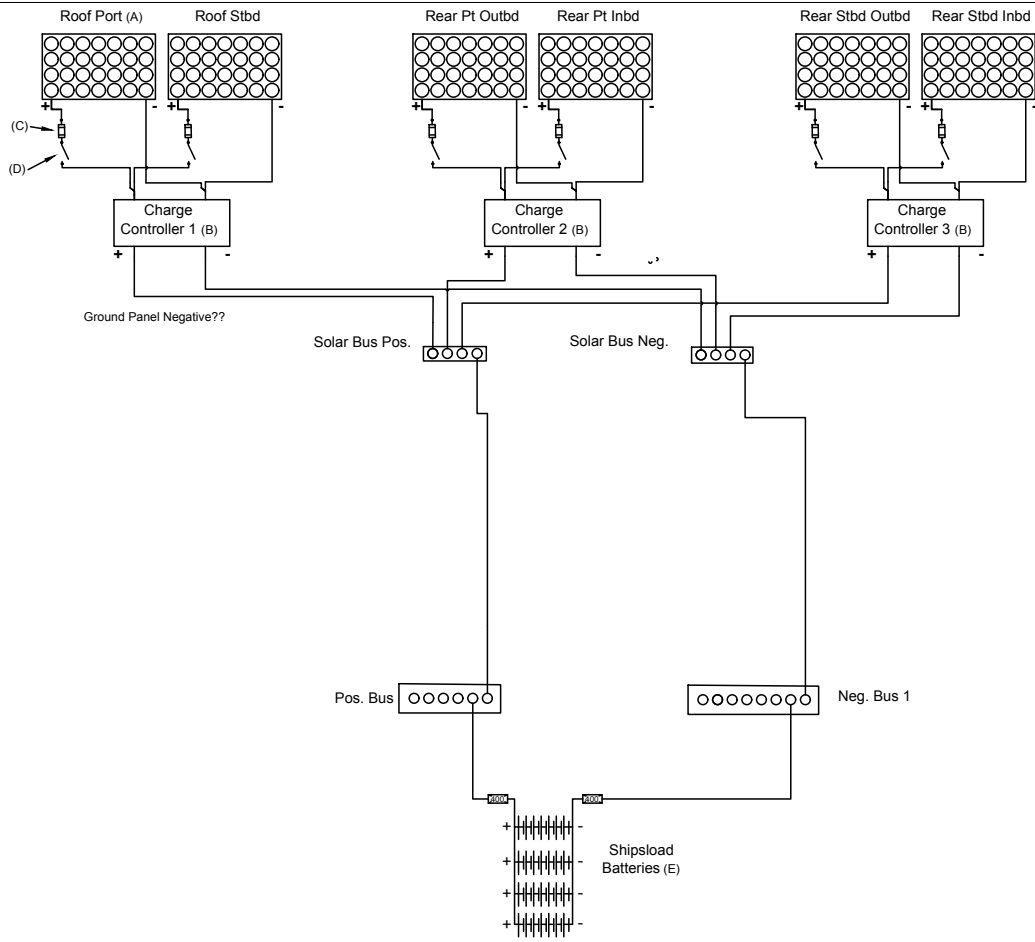 Roof Port (A)
Roof Stbd
Rear Pt Outbd
Rear Pt Inbd
Rear Stbd Outbd
Rear Stbd Inbd
+ - + -
+ - + -
+ - + -
(C)
(D)
Charge
Controller 1 (B)
Charge
Controller 2 (B)
Charge
Controller 3 (B)
+ -
+ -
+ -
Ground Panel Negative??
Solar Bus Pos.
Solar Bus Neg.
Pos. Bus
Neg. Bus 1
400
400
+ -
+ -
+ -
+ -
Shipsload
Batteries (E)